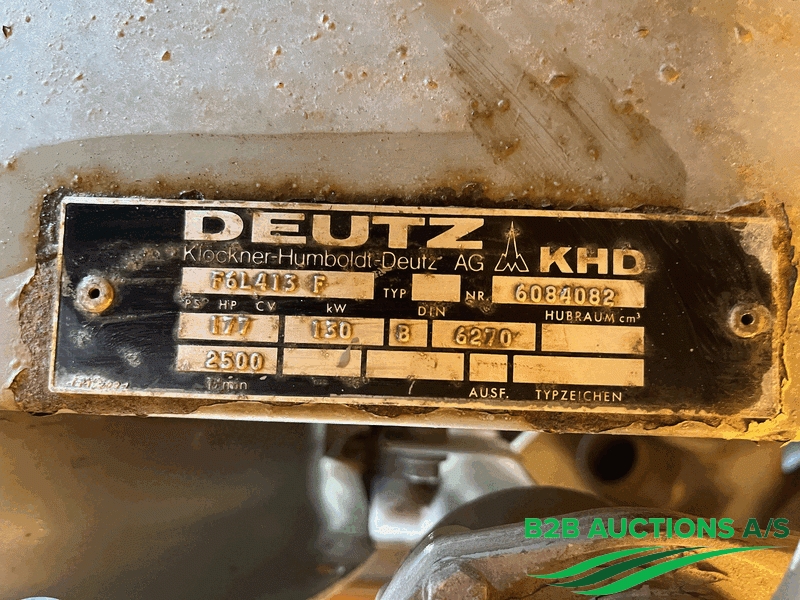 DEUTZ
Klöckner-Humboldt-Deutz AG KHD
F6L413 F TYP NR. 6084082
PS HP CV kW DIN HUBRAUM cm³
177 130 B 6270
2500
1/min AUSF. TYPZEICHEN
B2B AUCTIONS A/S